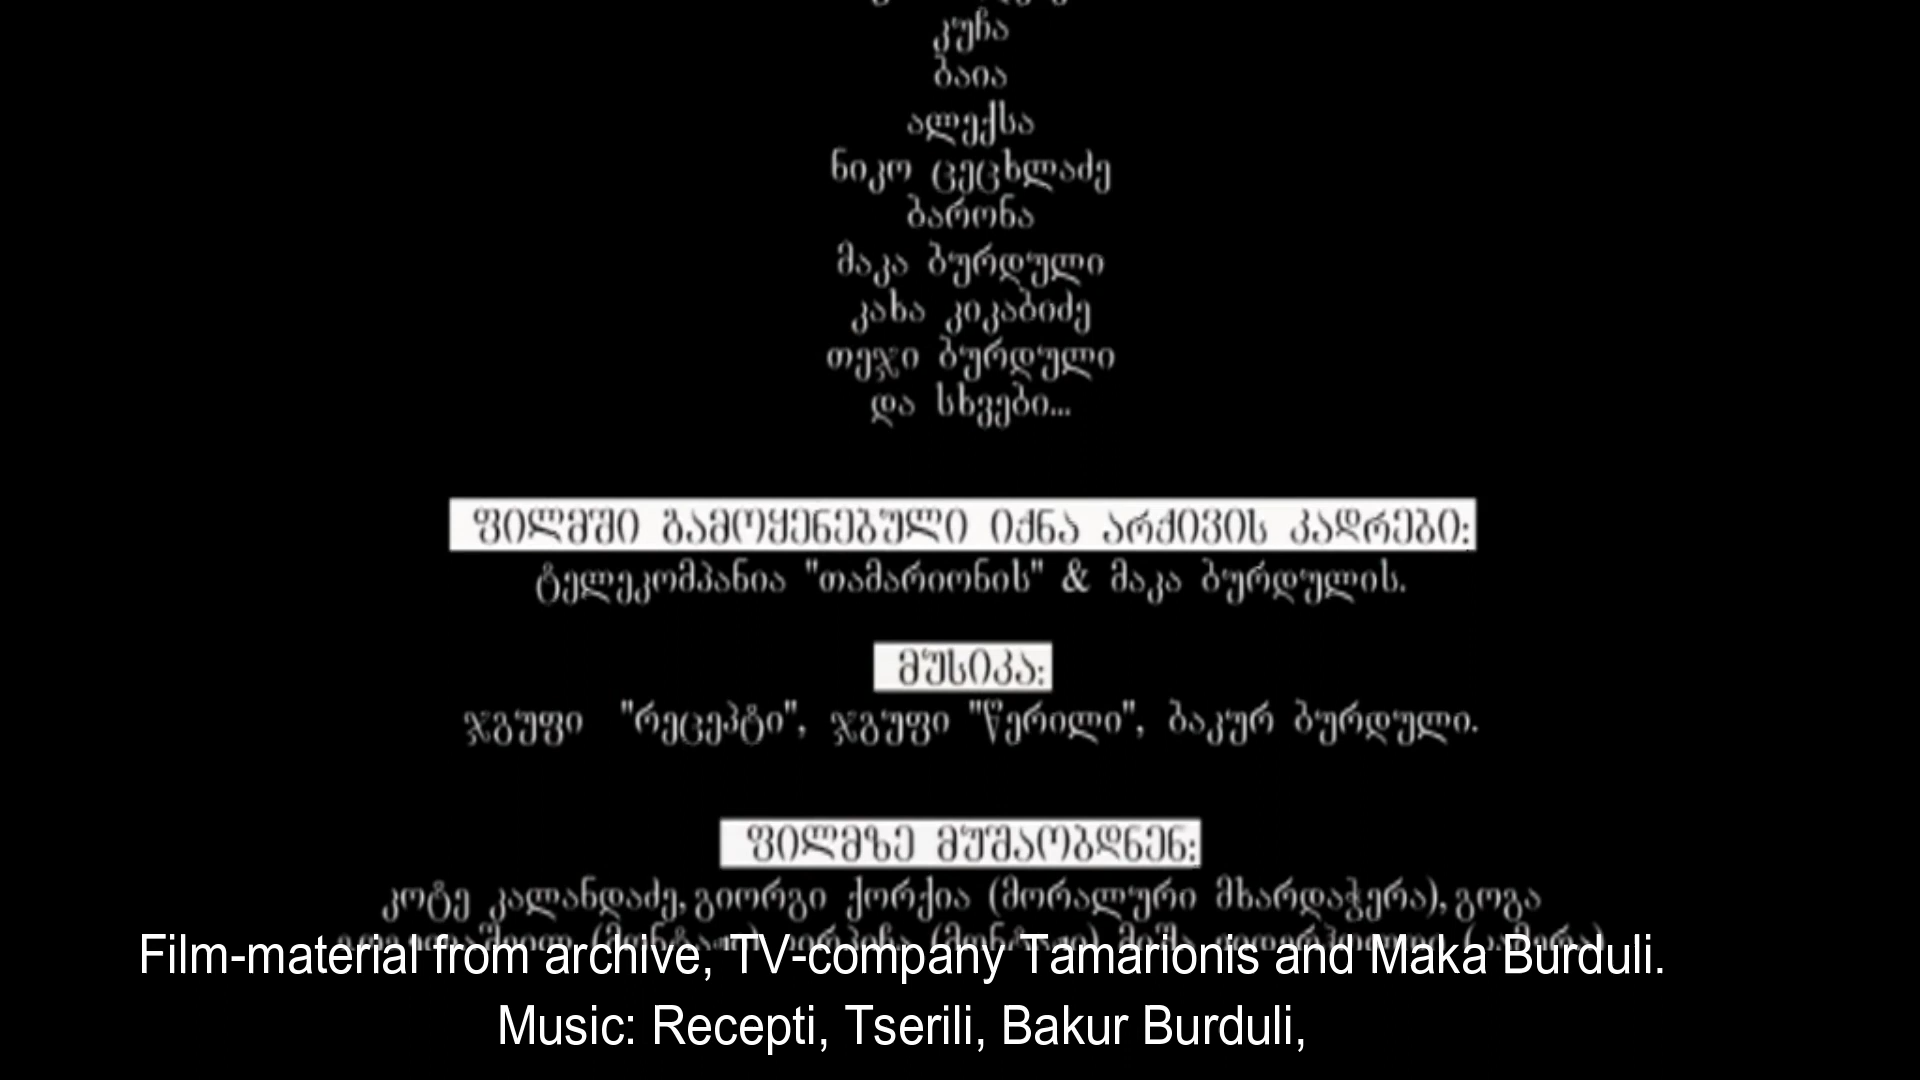 კუჩა
ბაია
ალექსა
ნიკო ცეცხლაძე
ბარონა
მაკა ბურდული
კახა კიკაბიძე
თეჯი ბურდული
და სხვები...
ფილმში გამოყენებული იქნა არქივის კადრები:
ტელეკომპანია "თამარიონის" & მაკა ბურდულის.
მუსიკა:
ჯგუფი "რეცეპტი", ჯგუფი "წერილი", ბაკურ ბურდული.
ფილმზე მუშაობდნენ:
კოტე კალანდაძე, გიორგი ქორქია (მორალური მხარდაჭერა), გოგა
Film-material from archive, TV-company Tamarionis and Maka Burduli.
Music: Recepti, Tserili, Bakur Burduli,